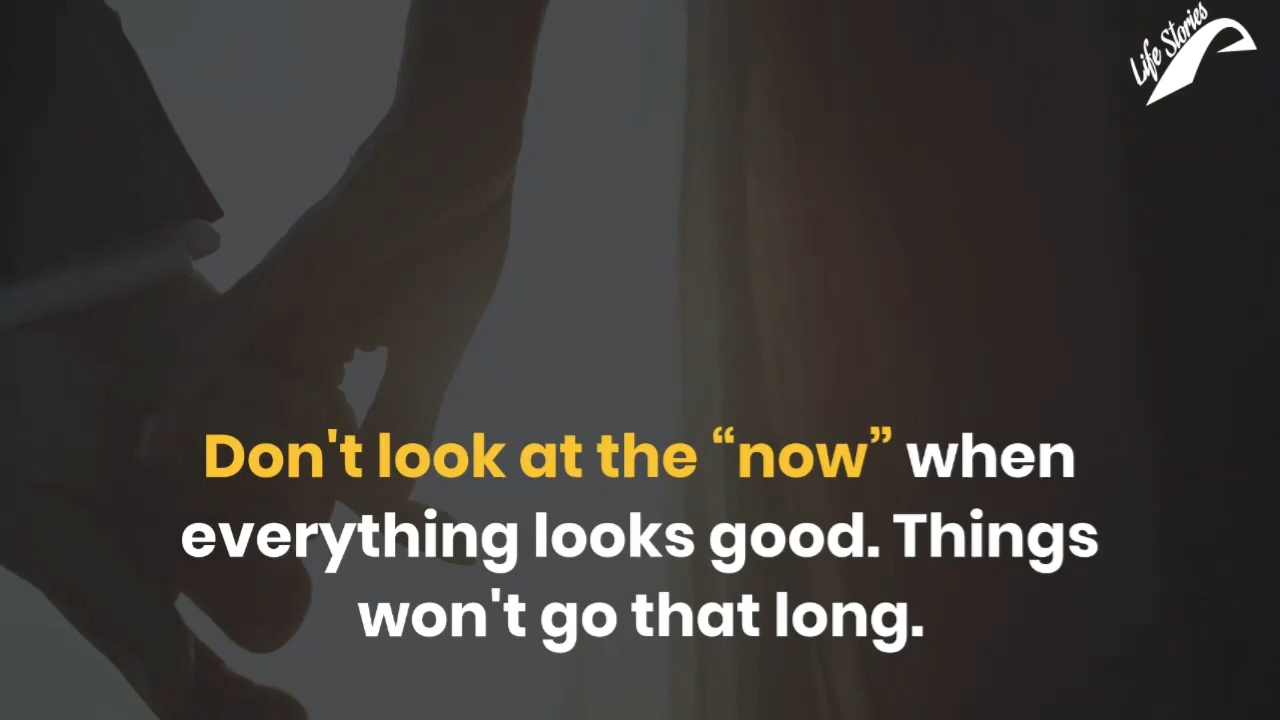 Life Stories
Don't look at the “now” when
everything looks good. Things
won't go that long.